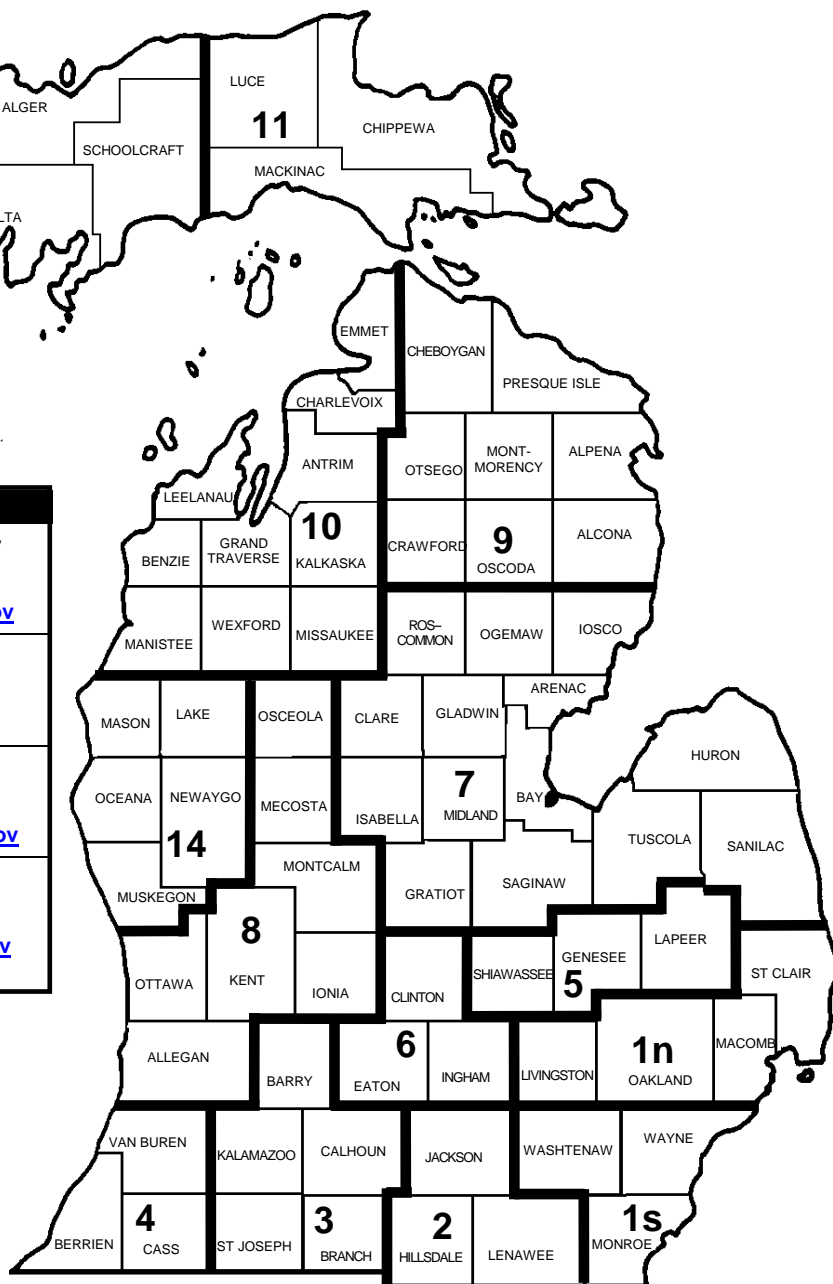 LUCE
ALGER
11
CHIPPEWA
SCHOOLCRAFT
MACKINAC
LTA
EMMET
CHEBOYGAN
PRESQUE ISLE
CHARLEVOIX
MONT-
MORENCY
ALPENA
ANTRIM
OTSEGO
LEELANAU
10
GRAND
TRAVERSE
CRAWFORD
9
ALCONA
BENZIE
KALKASKA
OSCODA
ov
WEXFORD
MISSAUKEE
ROS–
COMMON
OGEMAW
IOSCO
MANISTEE
ARENAC
MASON
LAKE
OSCEOLA
CLARE
GLADWIN
HURON
OCEANA
NEWAYGO
MECOSTA
ISABELLA
7
MIDLAND
BAY
ov
14
TUSCOLA
SANILAC
MONTCALM
MUSKEGON
GRATIOT
SAGINAW
8
LAPEER
v
OTTAWA
KENT
IONIA
CLINTON
SHIAWASSEE
GENESEE
5
ST CLAIR
ALLEGAN
BARRY
6
EATON
INGHAM
LIVINGSTON
1n
OAKLAND
MACOMB
VAN BUREN
KALAMAZOO
CALHOUN
JACKSON
WASHTENAW
WAYNE
BERRIEN
4
CASS
ST JOSEPH
3
BRANCH
2
HILLSDALE
LENAWEE
1s
MONROE